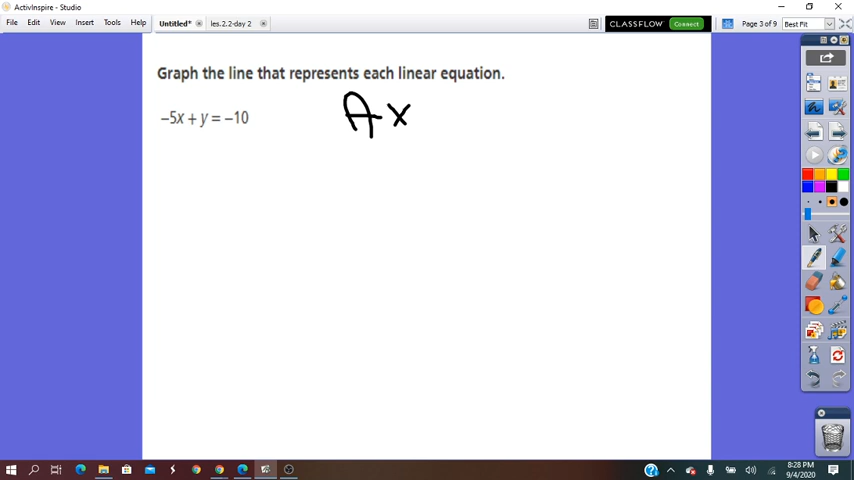 ActivInspire - Studio
File Edit View Insert Tools Help
Untitled*
les.2.2-day 2
CLASSFLOW
Connect
Page 3 of 9
Best Fit
Graph the line that represents each linear equation.
–5x + y = –10
Ax
8:28 PM
9/4/2020